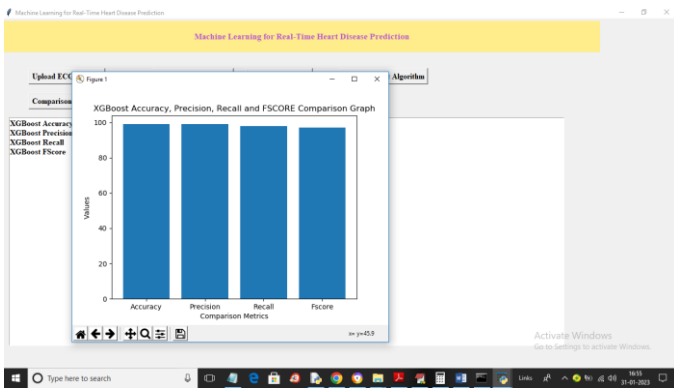 Machine Learning for Real-Time Heart Disease Prediction
Machine Learning for Real-Time Heart Disease Prediction
Upload ECG
Algorithm
Comparison
XGBoost Accuracy
XGBoost Precision
XGBoost Recall
XGBoost FScore
Figure 1
XGBoost Accuracy, Precision, Recall and FSCORE Comparison Graph
100
80
60
40
20
0
Values
Accuracy Precision Recall Fscore
Comparison Metrics
x= y=45.9
Activate Windows
Go to Settings to activate Windows.
Type here to search
Links
16:55
31-01-2023